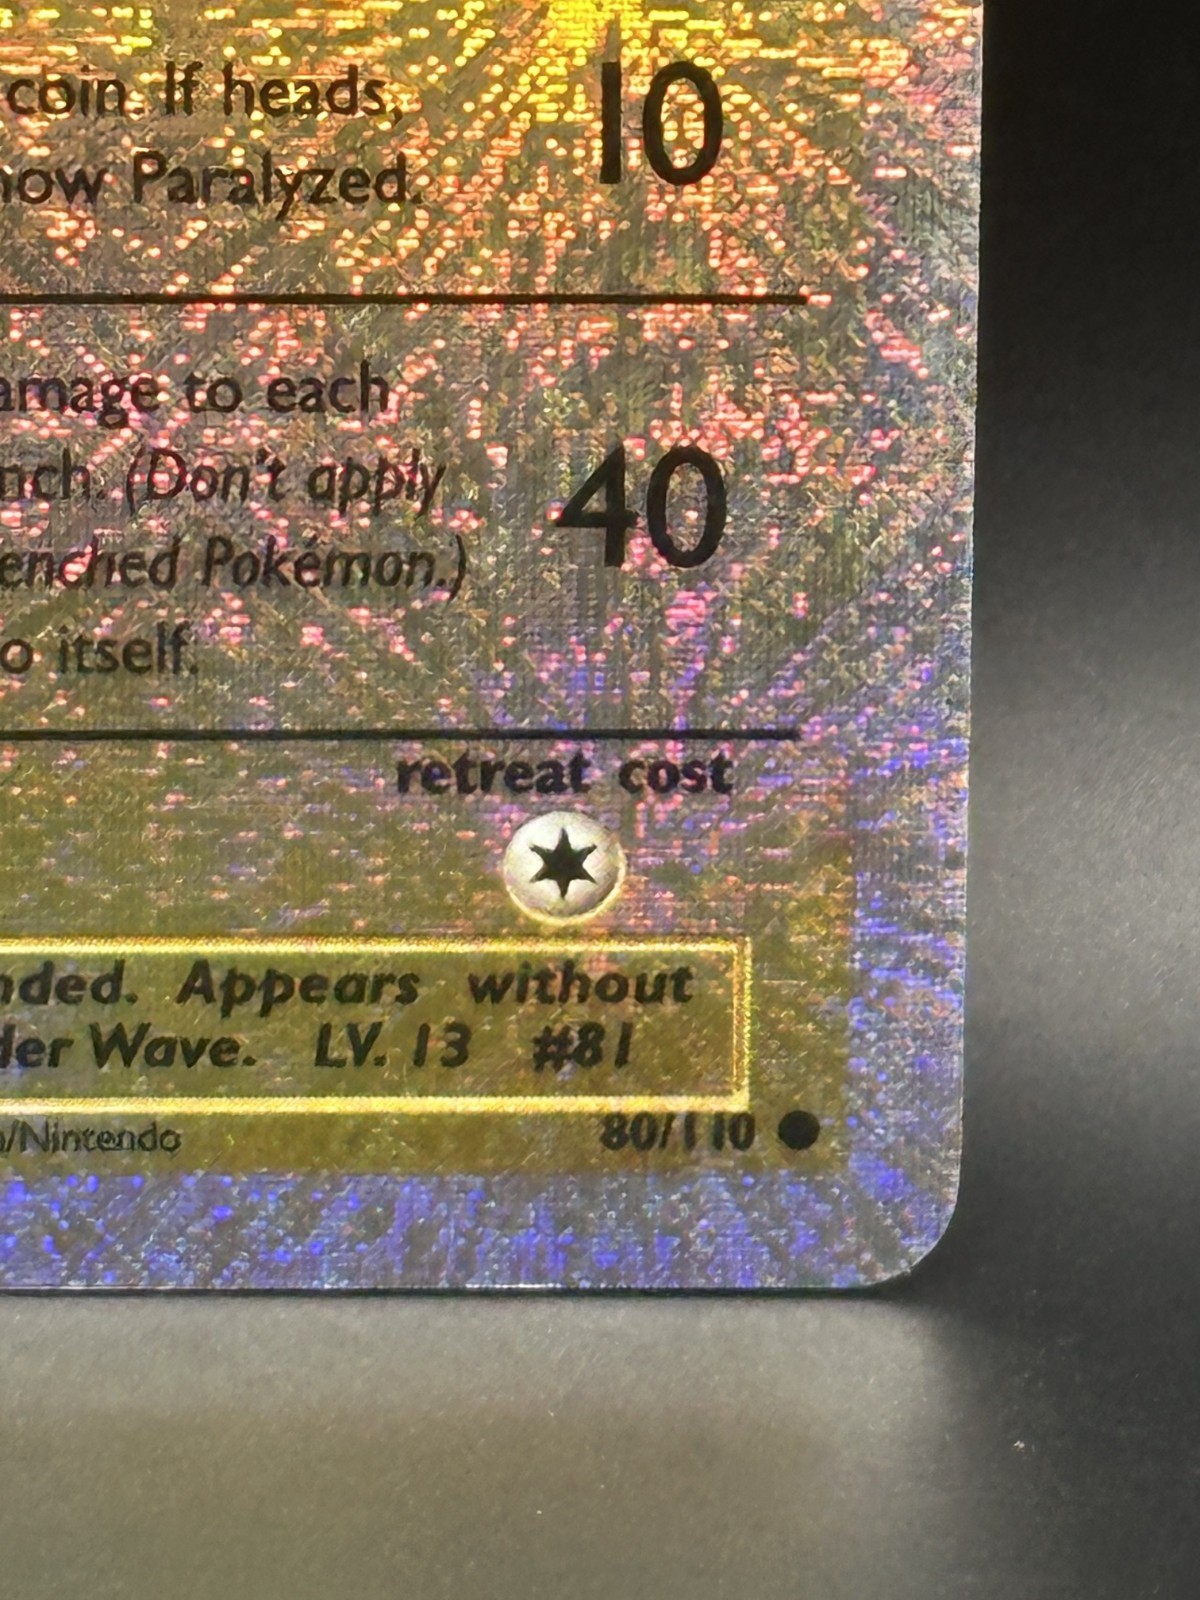 coin. If heads, 10
now Paralyzed.
amage to each
nch. (Don't apply 40
enched Pokémon.)
o itself.
retreat cost
nded. Appears without
der Wave. LV. 13 #81
/Nintendo 80/110